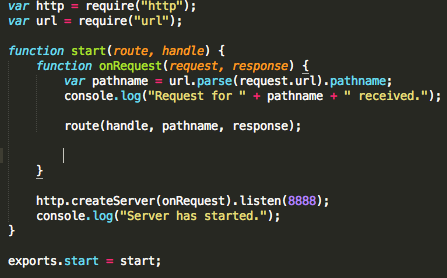 var http = require("http");
var url = require("url");
function start(route, handle) {
function onRequest(request, response) {
var pathname = url.parse(request.url).pathname;
console.log("Request for " + pathname + " received.");
route(handle, pathname, response);
}
http.createServer(onRequest).listen(8888);
console.log("Server has started.");
}
exports.start = start;